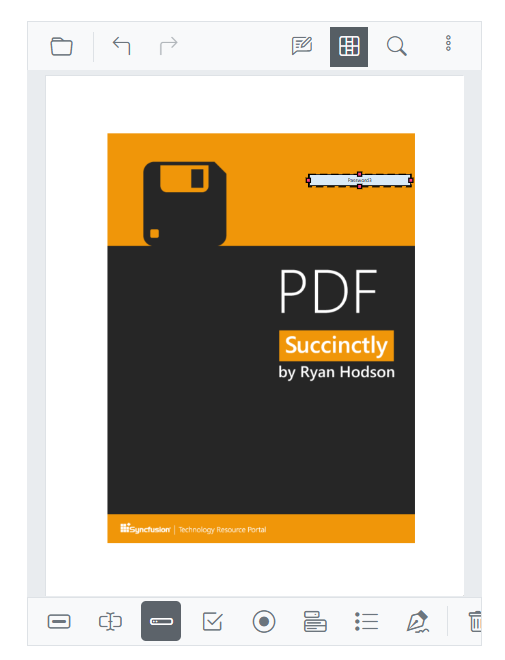 Password3
PDF
Succinctly
by Ryan Hodson
Syncfusion | Technology Resource Portal